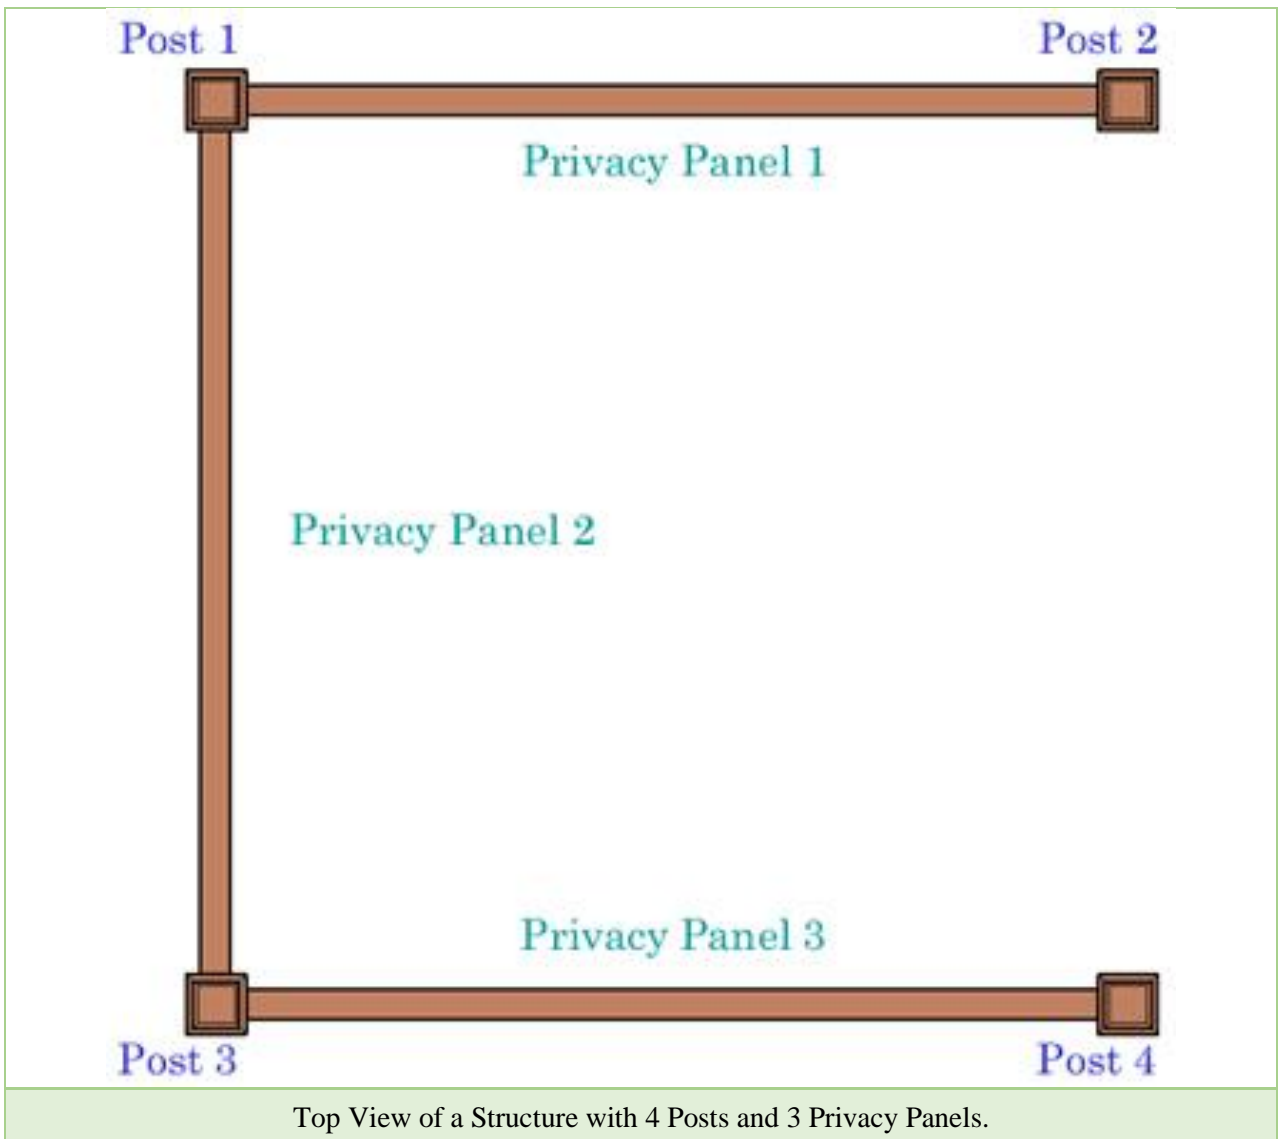 Post 1
Post 2
Privacy Panel 1
Privacy Panel 2
Privacy Panel 3
Post 3
Post 4
Top View of a Structure with 4 Posts and 3 Privacy Panels.